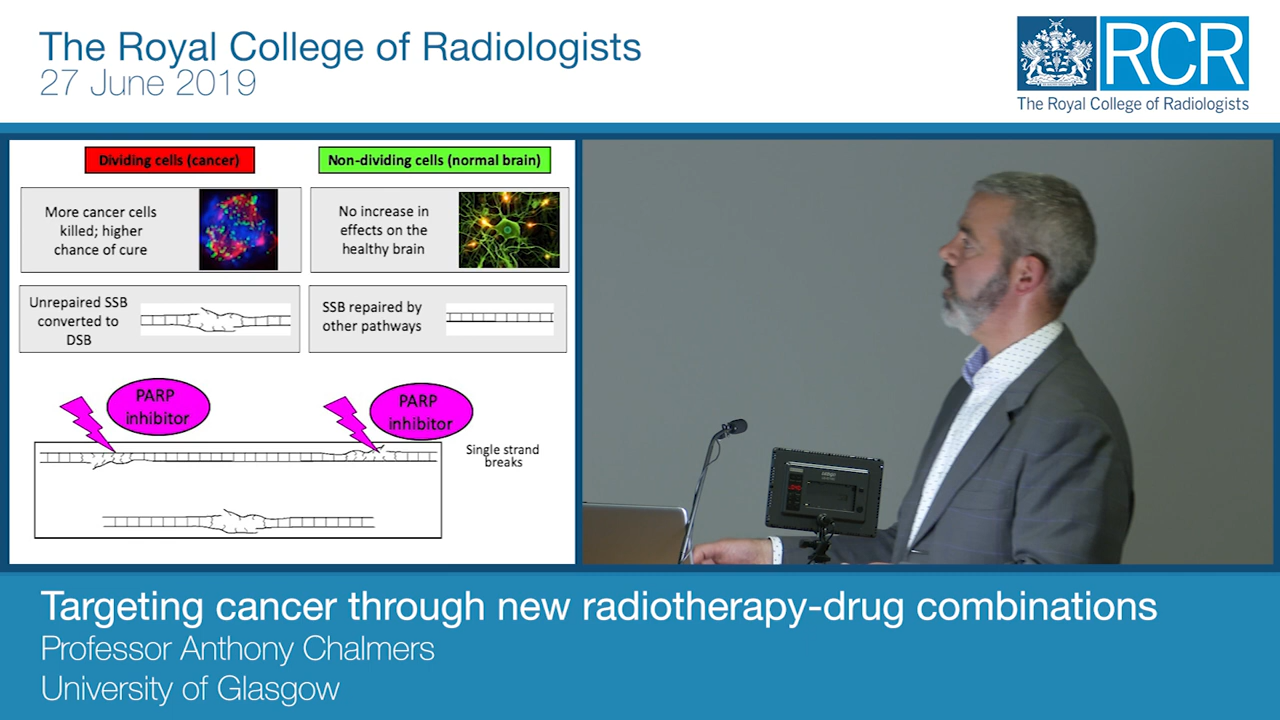 The Royal College of Radiologists
27 June 2019
RCR
The Royal College of Radiologists
Dividing cells (cancer)
Non-dividing cells (normal brain)
More cancer cells
killed; higher
chance of cure
No increase in
effects on the
healthy brain
Unrepaired SSB
converted to
DSB
SSB repaired by
other pathways
PARP
inhibitor
PARP
inhibitor
Single strand
breaks
Targeting cancer through new radiotherapy-drug combinations
Professor Anthony Chalmers
University of Glasgow